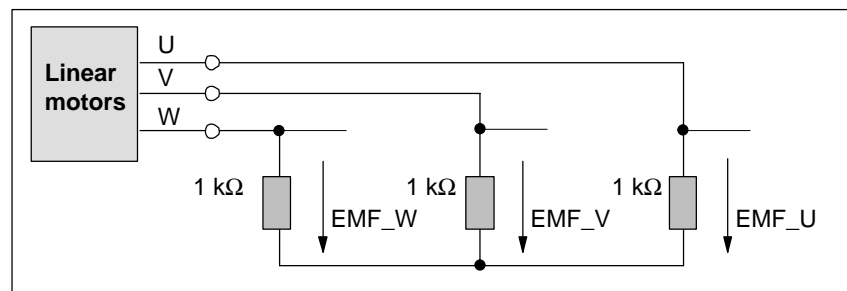 U
Linear
motors
V
W
1 kΩ
EMF_W
1 kΩ
EMF_V
1 kΩ
EMF_U